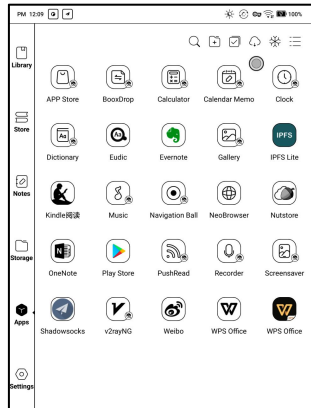 PM 12:09
100%
Library
APP Store BooxDrop Calculator Calendar Memo Clock
Store
Aa Aa IPFS
Dictionary Eudic Evernote Gallery IPFS Lite
Notes
Kindle阅读 Music Navigation Ball NeoBrowser Nutstore
Storage
N
OneNote Play Store PushRead Recorder Screensaver
Apps
Shadowsocks v2rayNG Weibo WPS Office WPS Office
Settings